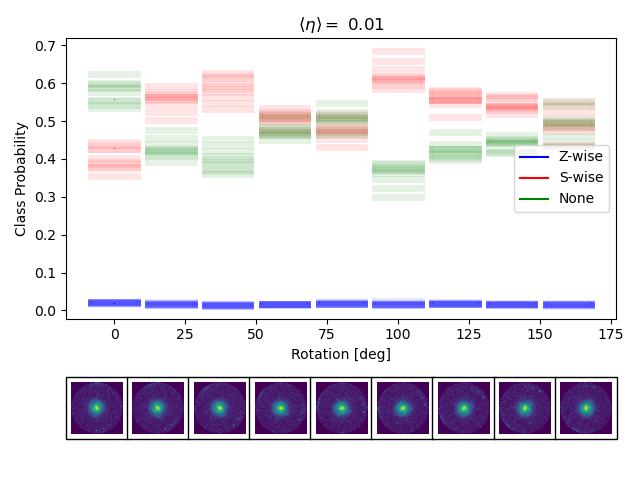 ⟨η⟩ = 0.01
Class Probability
0.7
0.6
0.5
0.4
0.3
0.2
0.1
0.0
Z-wise
S-wise
None
0 25 50 75 100 125 150 175
Rotation [deg]